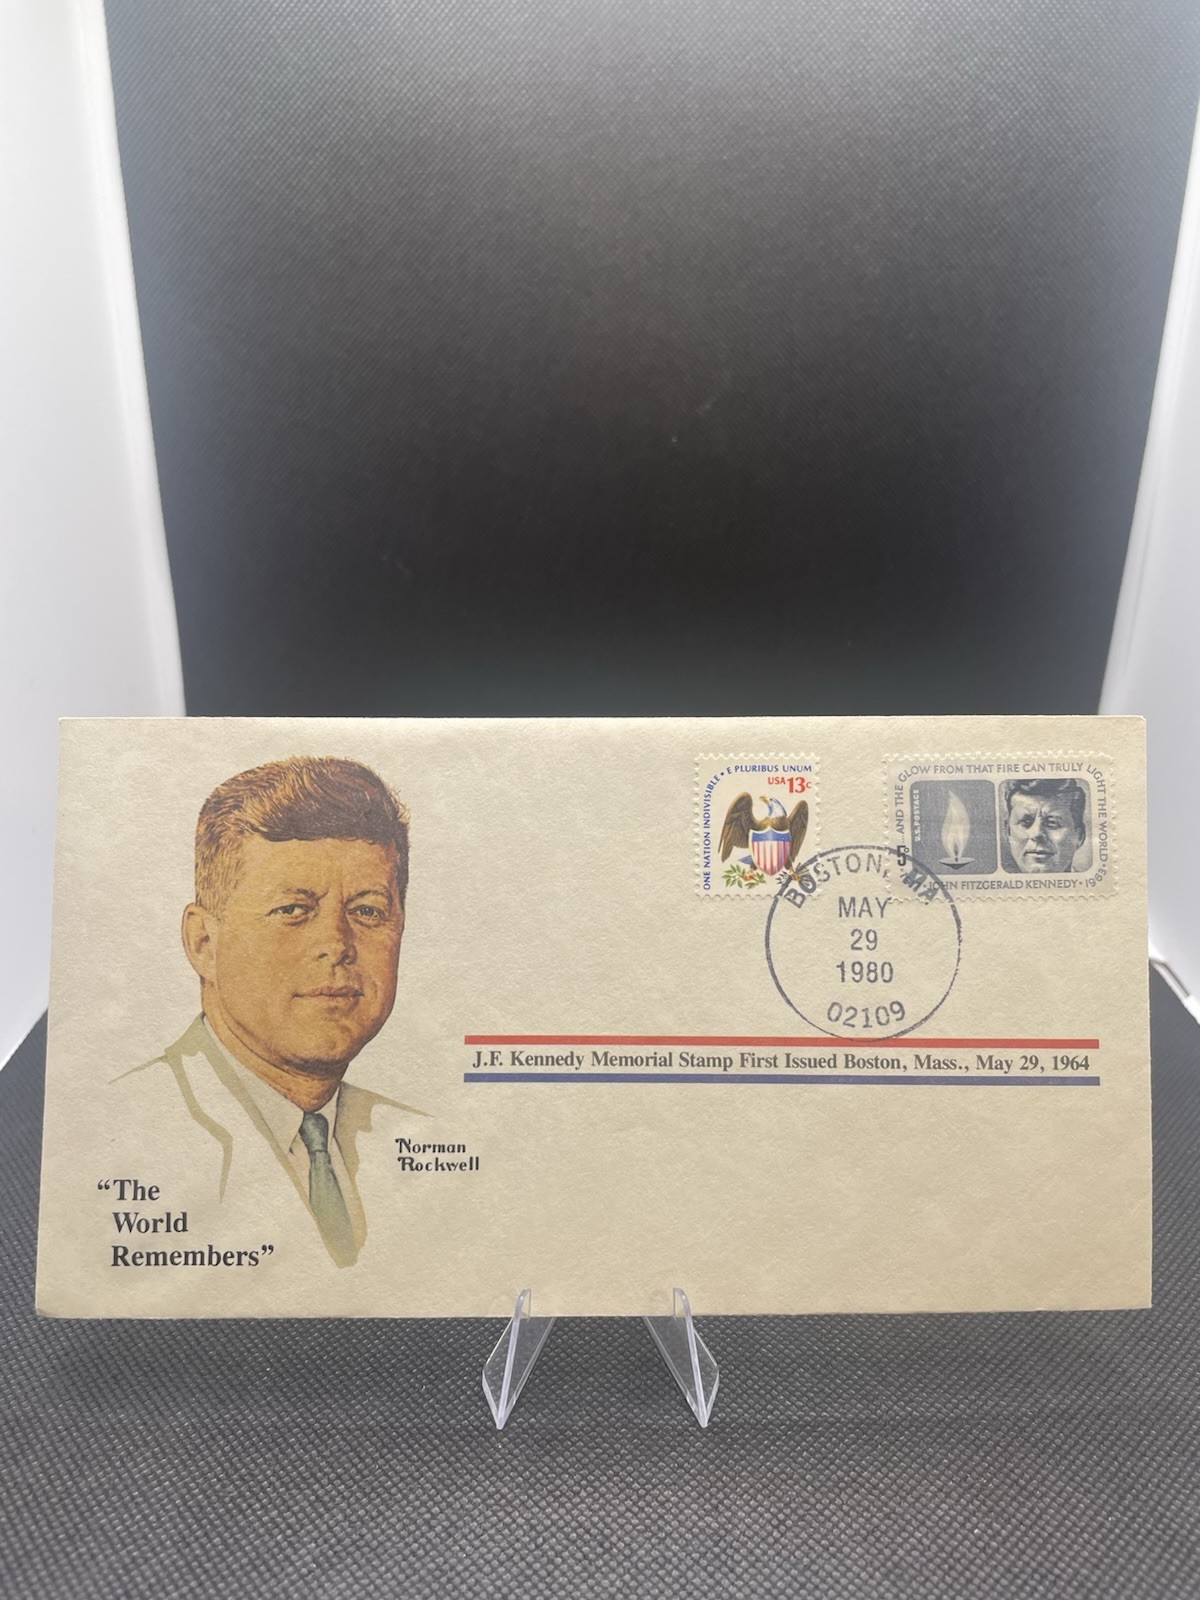 ONE NATION INDIVISIBLE • E PLURIBUS UNUM
USA 13c
AND THE GLOW FROM THAT FIRE CAN TRULY LIGHT THE WORLD•
U.S. POSTAGE
5c
•JOHN FITZGERALD KENNEDY•1963
BOSTON, MA
MAY
29
1980
02109
J.F. Kennedy Memorial Stamp First Issued Boston, Mass., May 29, 1964
Norman
Rockwell
“The
World
Remembers”